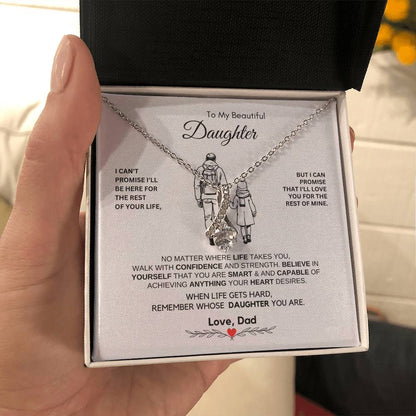 To My Beautiful
Daughter
I CAN'T
PROMISE I'LL
BE HERE FOR
THE REST
OF YOUR LIFE,
BUT I CAN
PROMISE
THAT I'LL LOVE
YOU FOR THE
REST OF MINE.
NO MATTER WHERE LIFE TAKES YOU,
WALK WITH CONFIDENCE AND STRENGTH. BELIEVE IN
YOURSELF THAT YOU ARE SMART & AND CAPABLE OF
ACHIEVING ANYTHING YOUR HEART DESIRES.
WHEN LIFE GETS HARD,
REMEMBER WHOSE DAUGHTER YOU ARE.
Love, Dad